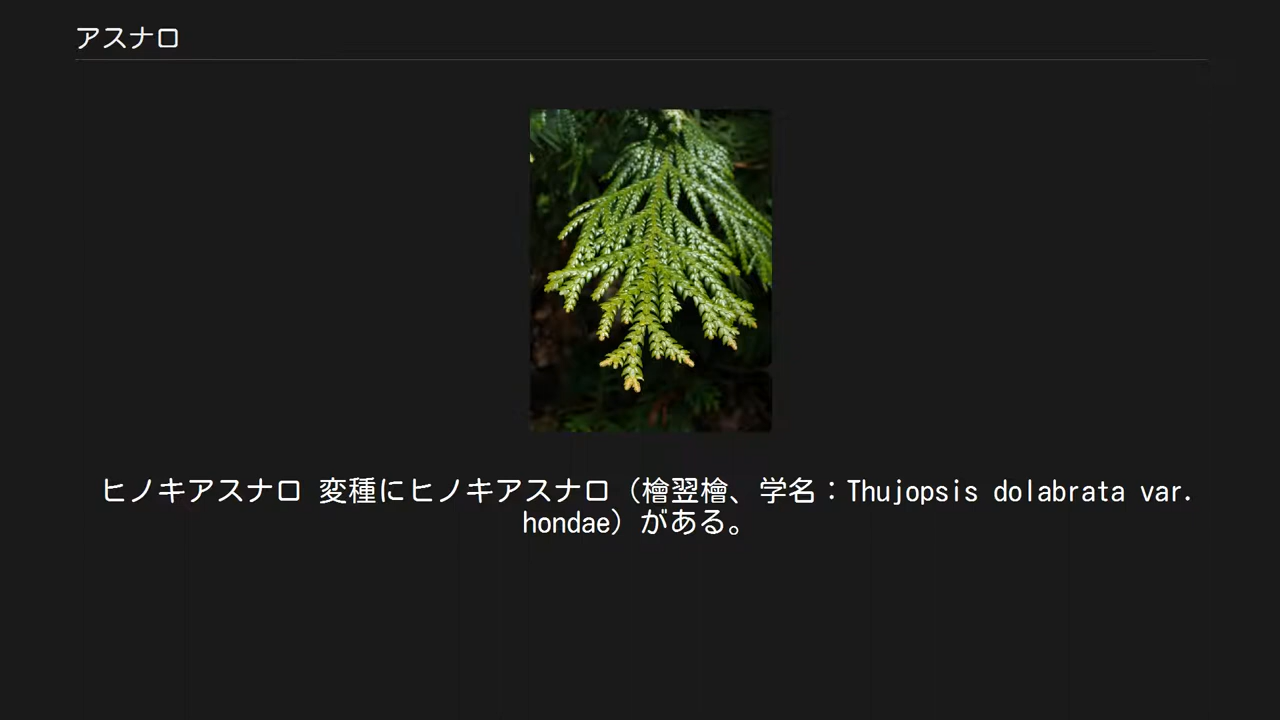 アスナロ
ヒノキアスナロ 変種にヒノキアスナロ（檜翌檜、学名：Thujopsis dolabrata var.
hondae）がある。